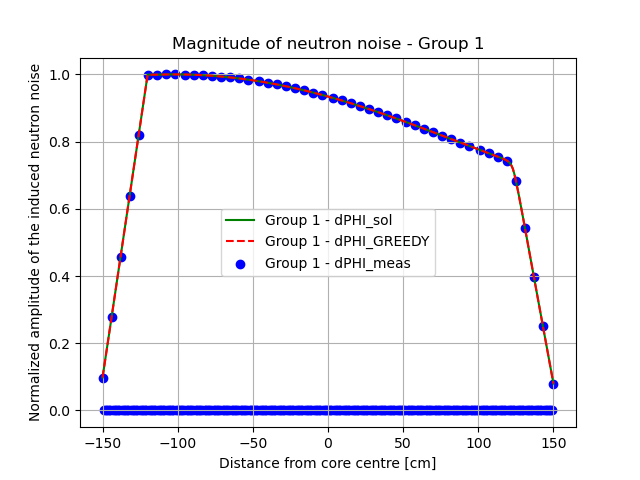 Magnitude of neutron noise - Group 1
Normalized amplitude of the induced neutron noise
1.0
0.8
0.6
0.4
0.2
0.0
Group 1 - dPHI_sol
Group 1 - dPHI_GREEDY
Group 1 - dPHI_meas
−150
−100
−50
0
50
100
150
Distance from core centre [cm]